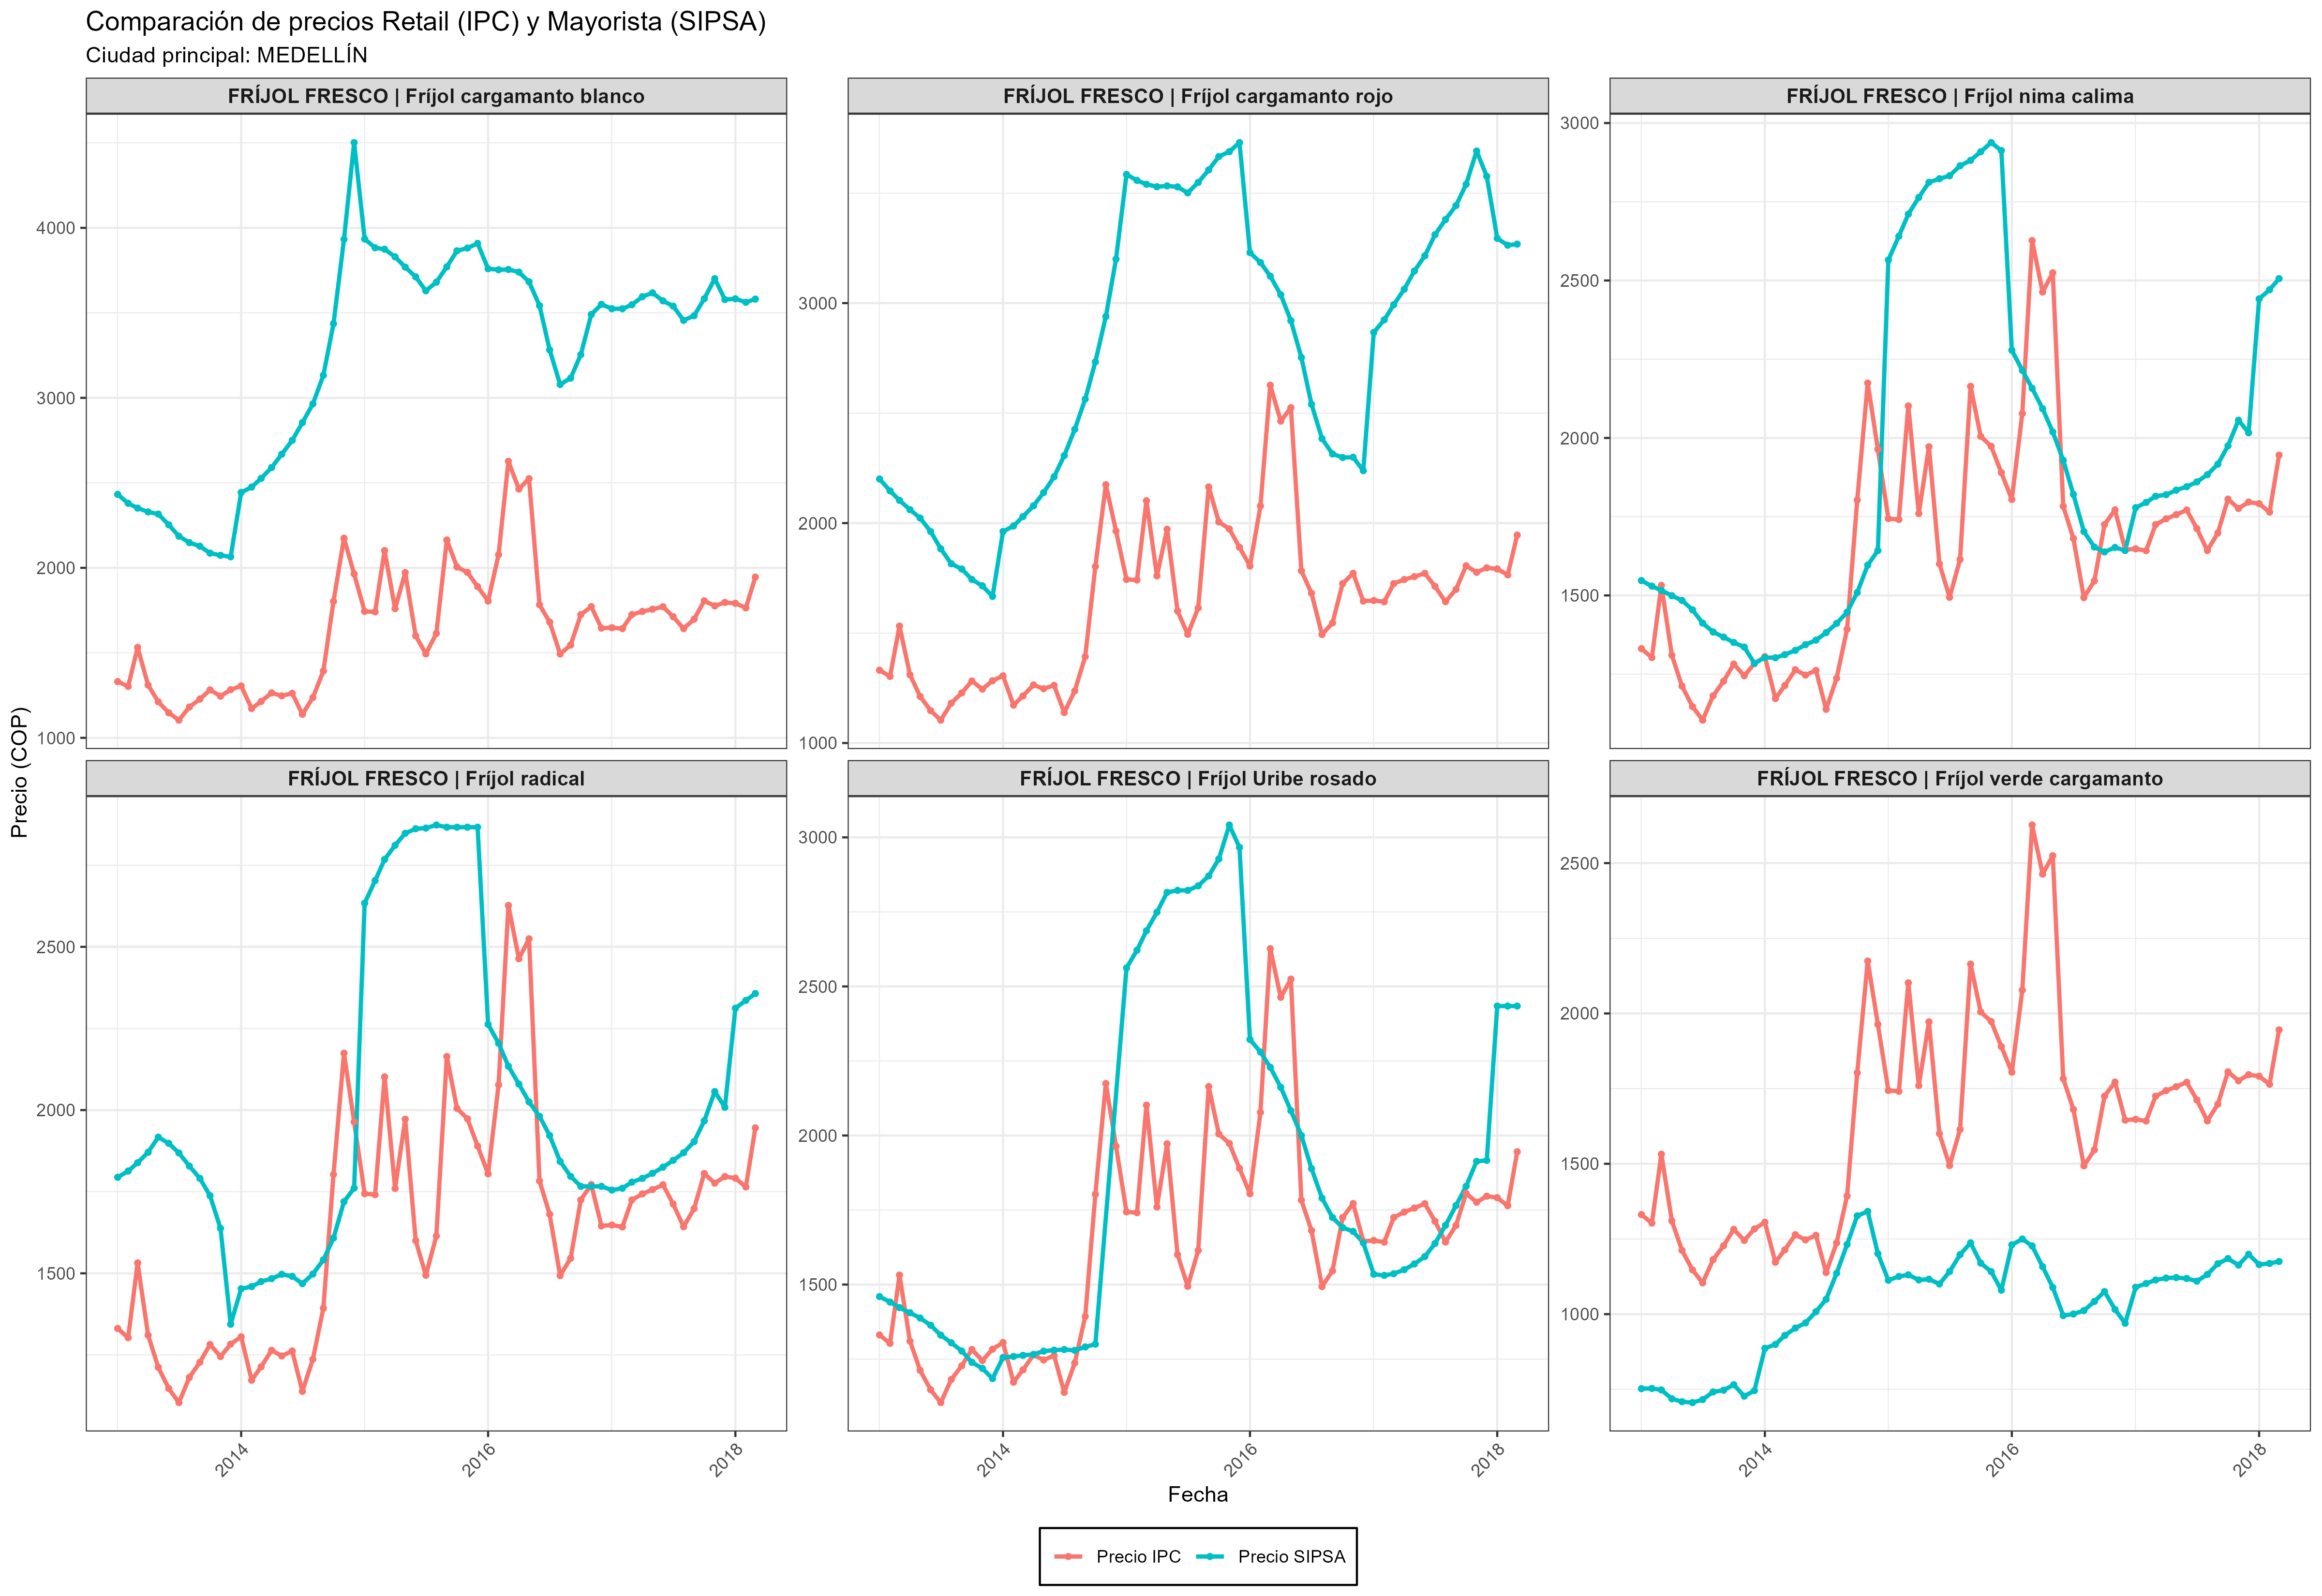 Comparación de precios Retail (IPC) y Mayorista (SIPSA)
Ciudad principal: MEDELLÍN
FRÍJOL FRESCO | Fríjol cargamanto blanco
FRÍJOL FRESCO | Fríjol cargamanto rojo
FRÍJOL FRESCO | Fríjol nima calima
4000
3000
2000
1000
3000
2000
1000
3000
2500
2000
1500
Precio (COP)
FRÍJOL FRESCO | Fríjol radical
FRÍJOL FRESCO | Fríjol Uribe rosado
FRÍJOL FRESCO | Fríjol verde cargamanto
2500
2000
1500
3000
2500
2000
1500
2500
2000
1500
1000
2014
2016
2018
2014
2016
2018
2014
2016
2018
Fecha
Precio IPC
Precio SIPSA